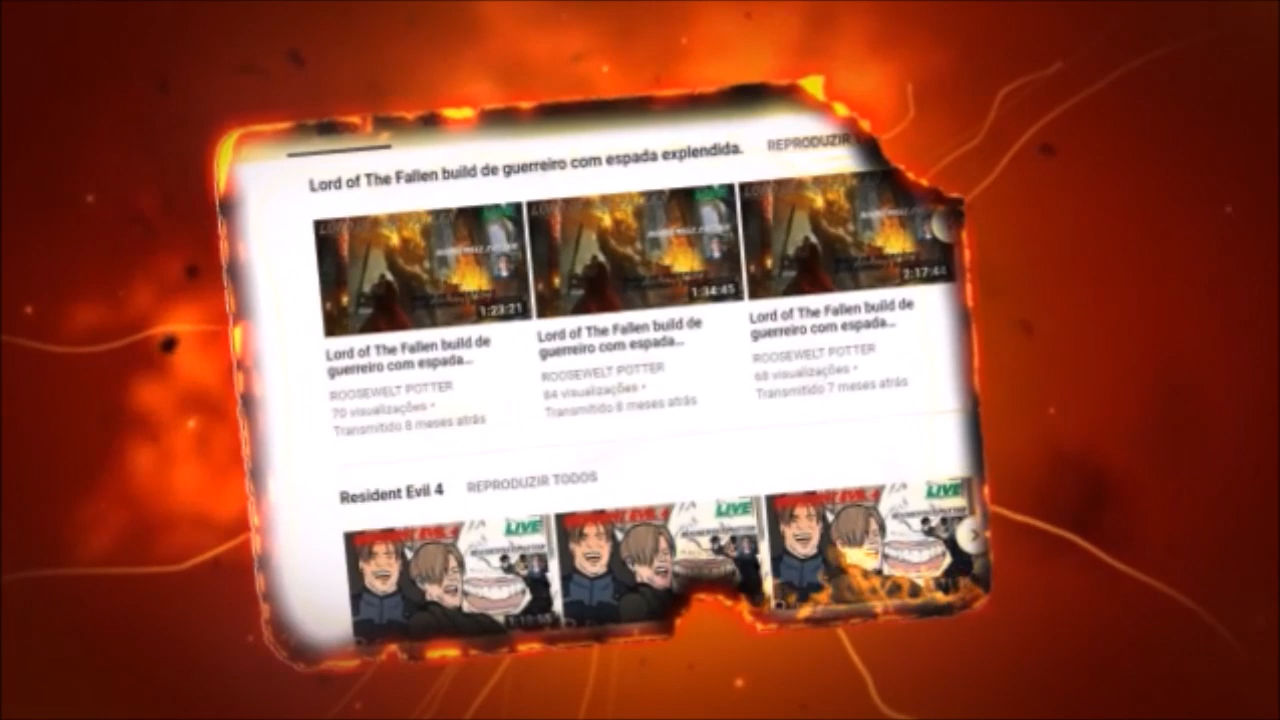 Lord of The Fallen build de guerreiro com espada explendida.
REPRODUZIR
1:23:21
1:34:45
2:17:44
Lord of The Fallen build de
guerreiro com espada...
ROOSEWELT POTTER
70 visualizações •
Transmitido 8 meses atrás
Lord of The Fallen build de
guerreiro com espada...
ROOSEWELT POTTER
84 visualizações •
Transmitido 8 meses atrás
Lord of The Fallen build de
guerreiro com espada...
ROOSEWELT POTTER
68 visualizações •
Transmitido 7 meses atrás
Resident Evil 4
REPRODUZIR TODOS
LIVE
LIVE
LIVE